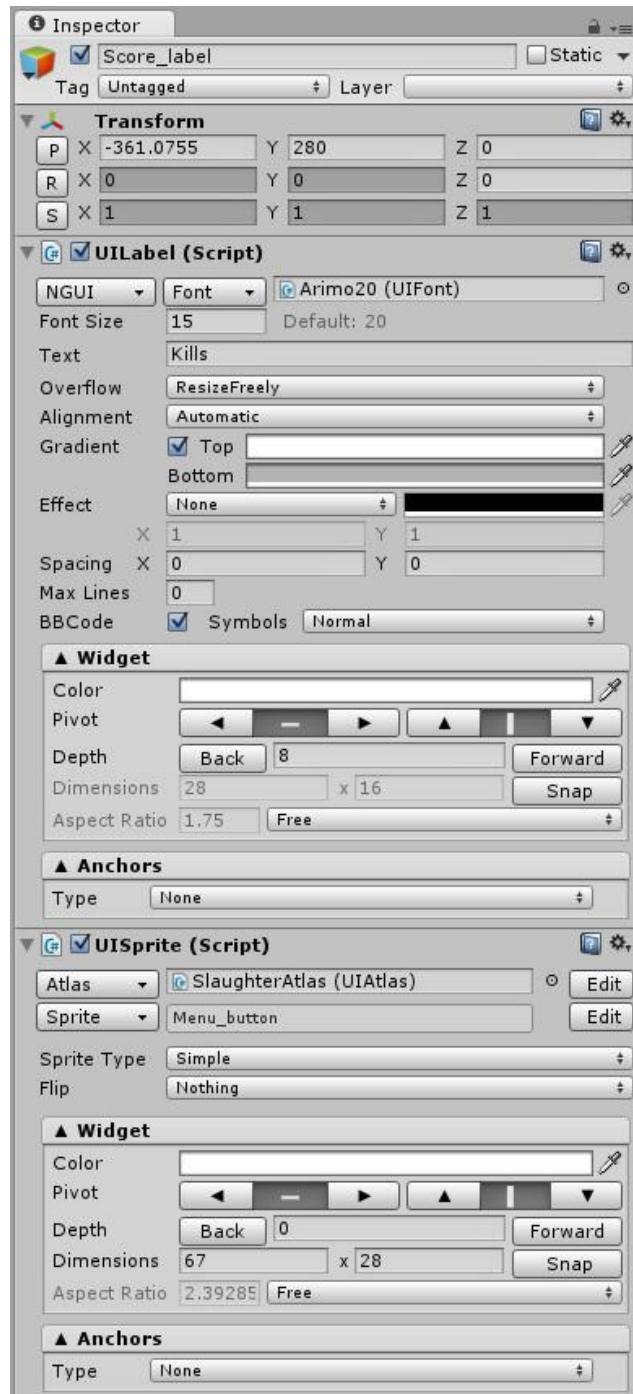 Inspector
Score_label Static
Tag Untagged Layer
Transform
P X -361.0755 Y 280 Z 0
R X 0 Y 0 Z 0
S X 1 Y 1 Z 1
UILabel (Script)
NGUI Font Arimo20 (UIFont)
Font Size 15 Default: 20
Text Kills
Overflow ResizeFreely
Alignment Automatic
Gradient Top
Bottom
Effect None
X 1 Y 1
Spacing X 0 Y 0
Max Lines 0
BBCode Symbols Normal
▲ Widget
Color
Pivot ◄ ► ▲ ▼
Depth Back 8 Forward
Dimensions 28 x 16 Snap
Aspect Ratio 1.75 Free
▲ Anchors
Type None
UISprite (Script)
Atlas SlaughterAtlas (UIAtlas) Edit
Sprite Menu_button Edit
Sprite Type Simple
Flip Nothing
▲ Widget
Color
Pivot ◄ ► ▲ ▼
Depth Back 0 Forward
Dimensions 67 x 28 Snap
Aspect Ratio 2.39285 Free
▲ Anchors
Type None